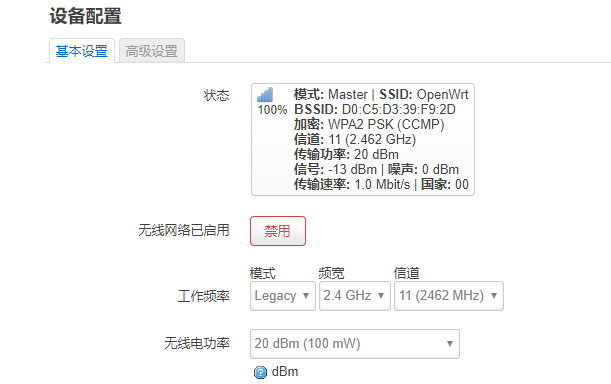 设备配置
基本设置 高级设置
状态
100%
模式: Master | SSID: OpenWrt
BSSID: D0:C5:D3:39:F9:2D
加密: WPA2 PSK (CCMP)
信道: 11 (2.462 GHz)
传输功率: 20 dBm
信号: -13 dBm | 噪声: 0 dBm
传输速率: 1.0 Mbit/s | 国家: 00
无线网络已启用 禁用
模式 频宽 信道
工作频率 Legacy 2.4 GHz 11 (2462 MHz)
无线电功率 20 dBm (100 mW)
dBm